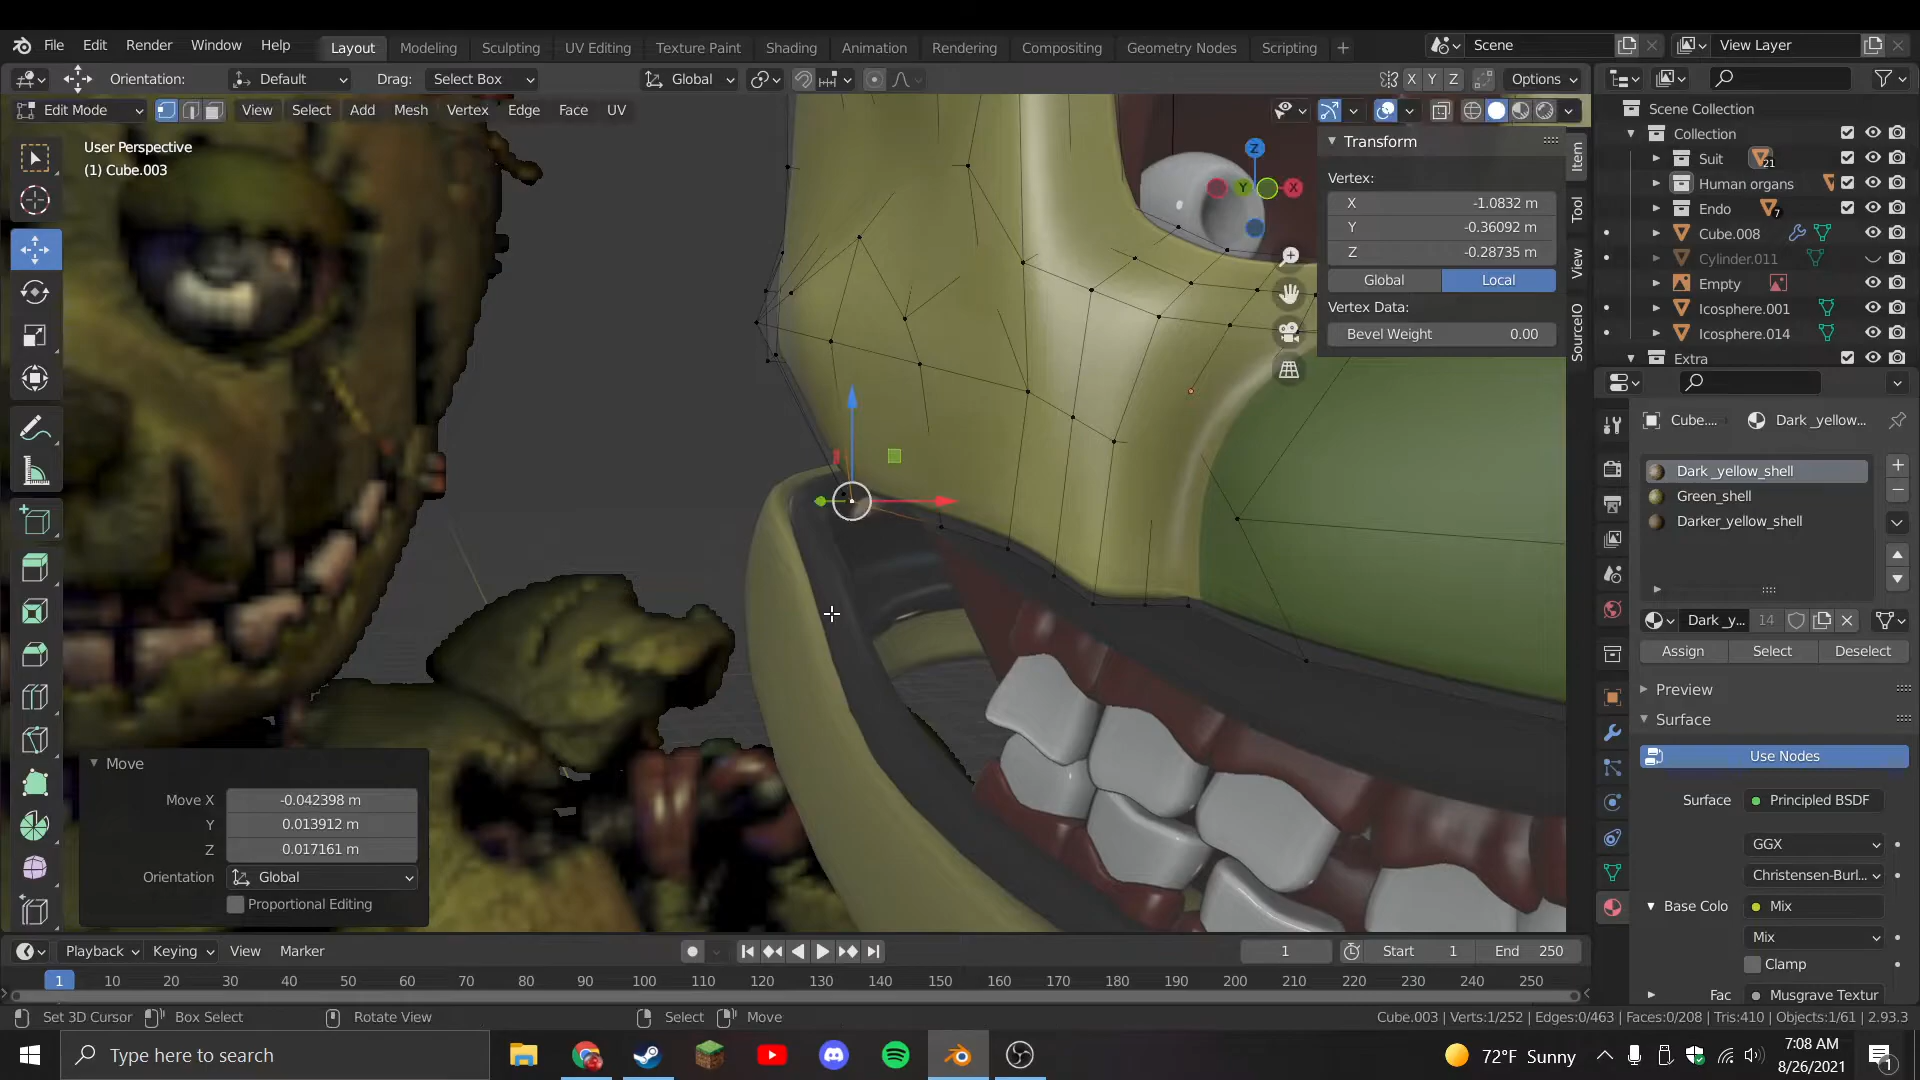 File Edit Render Window Help Layout Modeling Sculpting UV Editing Texture Paint Shading Animation Rendering Compositing Geometry Nodes Scripting + Scene View Layer
Orientation: Default Drag: Select Box Global X Y Z Options
Edit Mode View Select Add Mesh Vertex Edge Face UV
User Perspective
(1) Cube.003
Transform
Vertex:
X -1.0832 m
Y -0.36092 m
Z -0.28735 m
Global Local
Vertex Data:
Bevel Weight 0.00
Item
Tool
View
SourceIO
Z
Y
X
Scene Collection
Collection
Suit 21
Human organs
Endo 7
Cube.008
Cylinder.011
Empty
Icosphere.001
Icosphere.014
Extra
Cube.... Dark _yellow...
Dark _yellow_shell
Green_shell
Darker_yellow_shell
Dark _y... 14
Assign Select Deselect
Preview
Surface
Use Nodes
Surface Principled BSDF
GGX
Christensen-Burl...
Base Colo Mix
Mix
Clamp
Fac Musgrave Textur
Move
Move X -0.042398 m
Y 0.013912 m
Z 0.017161 m
Orientation Global
Proportional Editing
Playback Keying View Marker 1 Start 1 End 250
1 10 20 30 40 50 60 70 80 90 100 110 120 130 140 150 160 170 180 190 200 210 220 230 240 250
Set 3D Cursor Box Select Rotate View Select Move Cube.003 | Verts:1/252 | Edges:0/463 | Faces:0/208 | Tris:410 | Objects:1/61 | 2.93.3
Type here to search 72°F Sunny 7:08 AM
8/26/2021
1